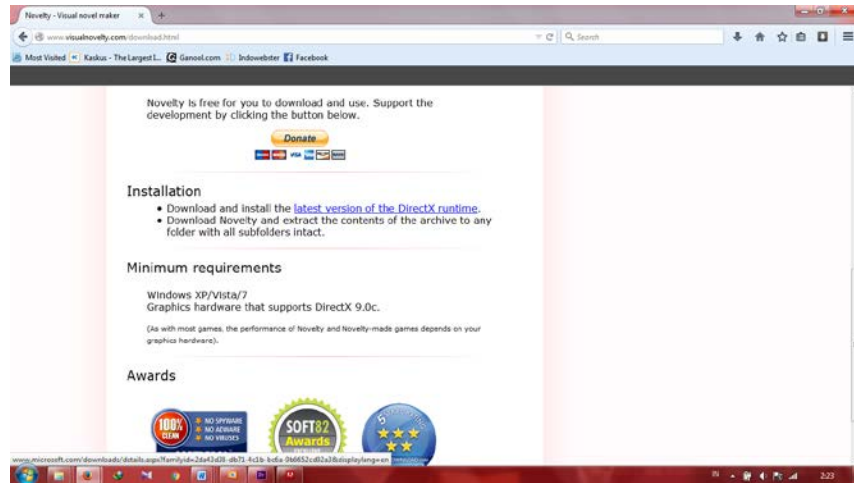 Novelty - Visual novel maker
www.visualnovelty.com/download.html
Search
Most Visited Kaskus - The Largest I... Ganool.com Indowebster Facebook
Novelty is free for you to download and use. Support the
development by clicking the button below.
Donate
VISA
Installation
• Download and install the latest version of the DirectX runtime.
• Download Novelty and extract the contents of the archive to any
folder with all subfolders intact.
Minimum requirements
Windows XP/Vista/7
Graphics hardware that supports DirectX 9.0c.
(As with most games, the performance of Novelty and Novelty-made games depends on your
graphics hardware).
Awards
100%
CLEAN
NO SPYWARE
NO ADWARE
NO VIRUSES
SOFT82
Awards
5
2:23